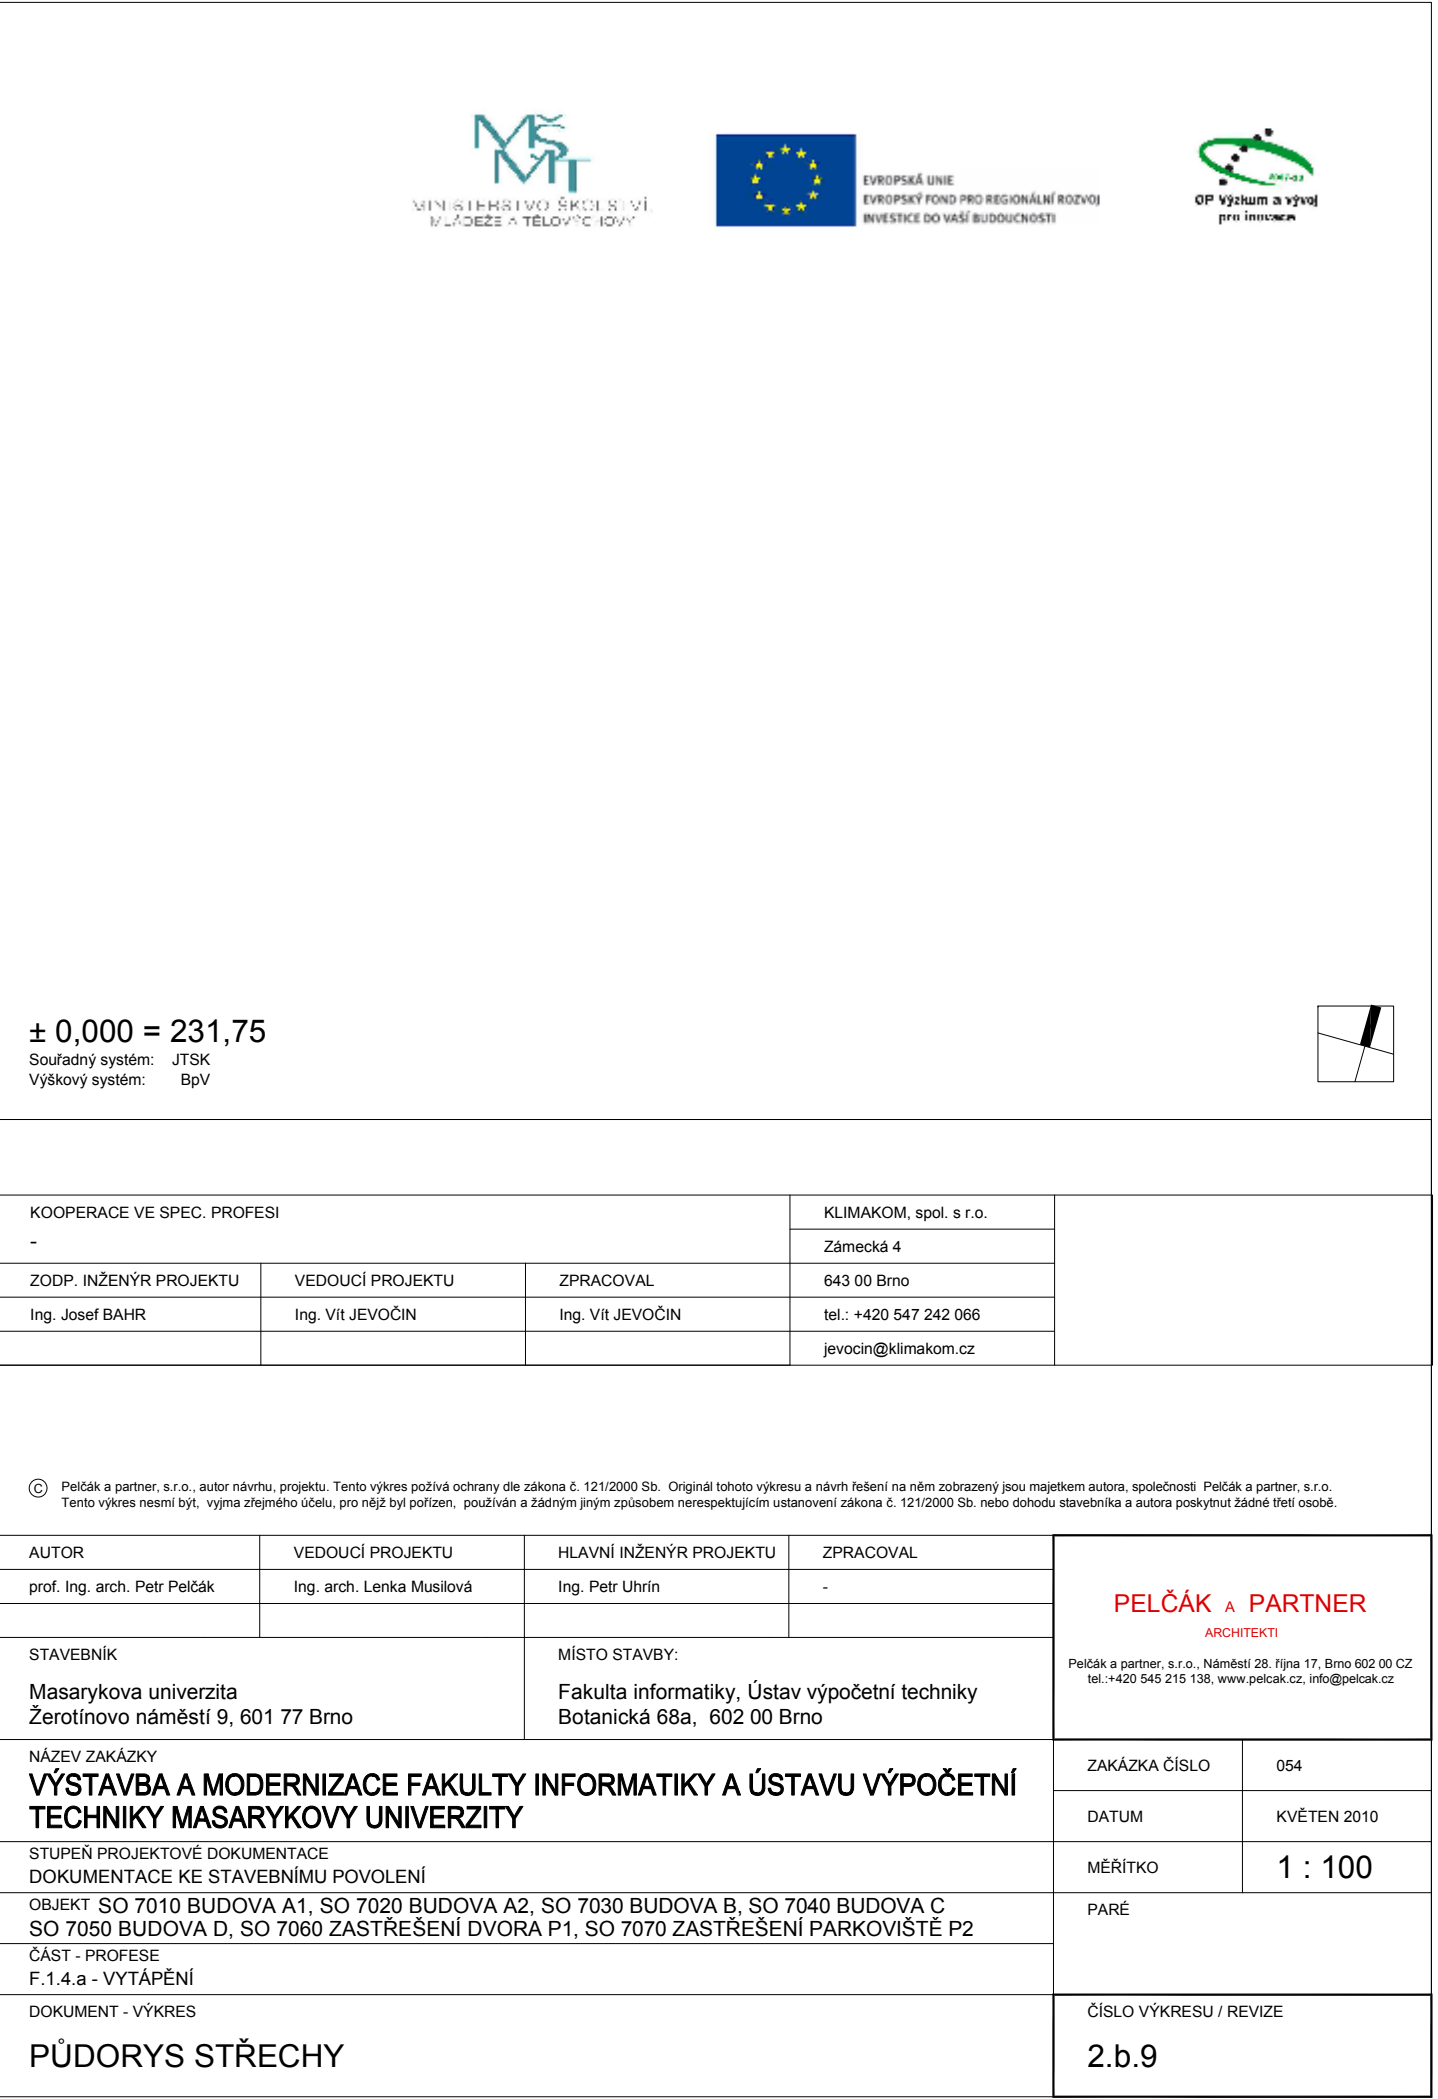 MŠMT
MINISTERSTVO ŠKOLSTVÍ,
MLÁDEŽE A TĚLOVÝCHOVY
EVROPSKÁ UNIE
EVROPSKÝ FOND PRO REGIONÁLNÍ ROZVOJ
INVESTICE DO VAŠÍ BUDOUCNOSTI
2007-13
OP Výzkum a vývoj
pro inovace
± 0,000 = 231,75
Souřadný systém: JTSK
Výškový systém: BpV
KOOPERACE VE SPEC. PROFESI
-
KLIMAKOM, spol. s r.o.
Zámecká 4
ZODP. INŽENÝR PROJEKTU VEDOUCÍ PROJEKTU ZPRACOVAL 643 00 Brno
Ing. Josef BAHR Ing. Vít JEVOČIN Ing. Vít JEVOČIN tel.: +420 547 242 066
jevocin@klimakom.cz
© Pelčák a partner, s.r.o., autor návrhu, projektu. Tento výkres požívá ochrany dle zákona č. 121/2000 Sb. Originál tohoto výkresu a návrh řešení na něm zobrazený jsou majetkem autora, společnosti Pelčák a partner, s.r.o.
Tento výkres nesmí být, vyjma zřejmého účelu, pro nějž byl pořízen, používán a žádným jiným způsobem nerespektujícím ustanovení zákona č. 121/2000 Sb. nebo dohodu stavebníka a autora poskytnut žádné třetí osobě.
AUTOR VEDOUCÍ PROJEKTU HLAVNÍ INŽENÝR PROJEKTU ZPRACOVAL
prof. Ing. arch. Petr Pelčák Ing. arch. Lenka Musilová Ing. Petr Uhrín -
PELČÁK A PARTNER
ARCHITEKTI
Pelčák a partner, s.r.o., Náměstí 28. října 17, Brno 602 00 CZ
tel.:+420 545 215 138, www.pelcak.cz, info@pelcak.cz
STAVEBNÍK
Masarykova univerzita
Žerotínovo náměstí 9, 601 77 Brno
MÍSTO STAVBY:
Fakulta informatiky, Ústav výpočetní techniky
Botanická 68a, 602 00 Brno
NÁZEV ZAKÁZKY
VÝSTAVBA A MODERNIZACE FAKULTY INFORMATIKY A ÚSTAVU VÝPOČETNÍ
TECHNIKY MASARYKOVY UNIVERZITY
ZAKÁZKA ČÍSLO 054
DATUM KVĚTEN 2010
STUPEŇ PROJEKTOVÉ DOKUMENTACE
DOKUMENTACE KE STAVEBNÍMU POVOLENÍ
MĚŘÍTKO 1 : 100
OBJEKT SO 7010 BUDOVA A1, SO 7020 BUDOVA A2, SO 7030 BUDOVA B, SO 7040 BUDOVA C
SO 7050 BUDOVA D, SO 7060 ZASTŘEŠENÍ DVORA P1, SO 7070 ZASTŘEŠENÍ PARKOVIŠTĚ P2
PARÉ
ČÁST - PROFESE
F.1.4.a - VYTÁPĚNÍ
DOKUMENT - VÝKRES
PŮDORYS STŘECHY
ČÍSLO VÝKRESU / REVIZE
2.b.9